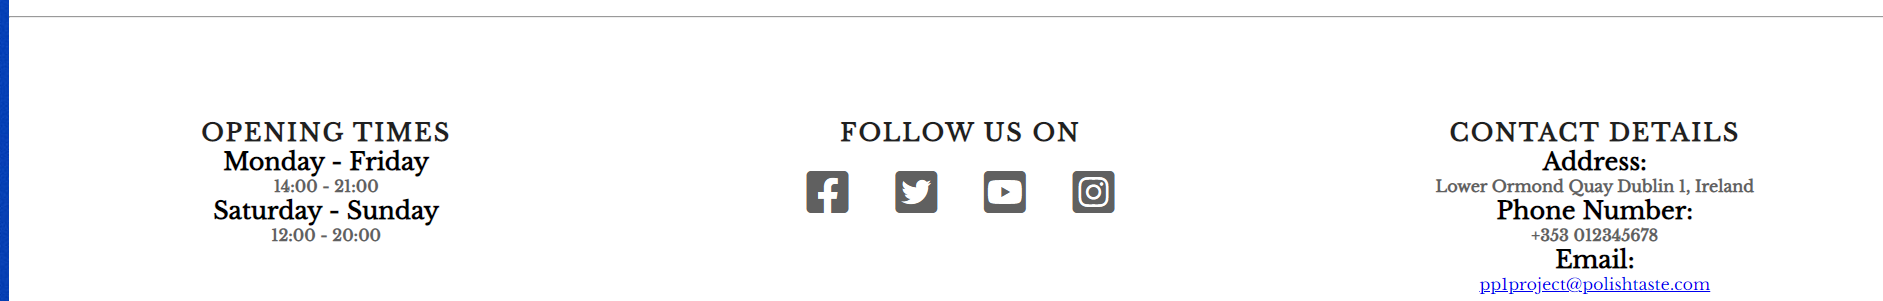 OPENING TIMES
Monday - Friday
14:00 - 21:00
Saturday - Sunday
12:00 - 20:00
FOLLOW US ON
CONTACT DETAILS
Address:
Lower Ormond Quay Dublin 1, Ireland
Phone Number:
+353 012345678
Email:
pp1project@polishtaste.com